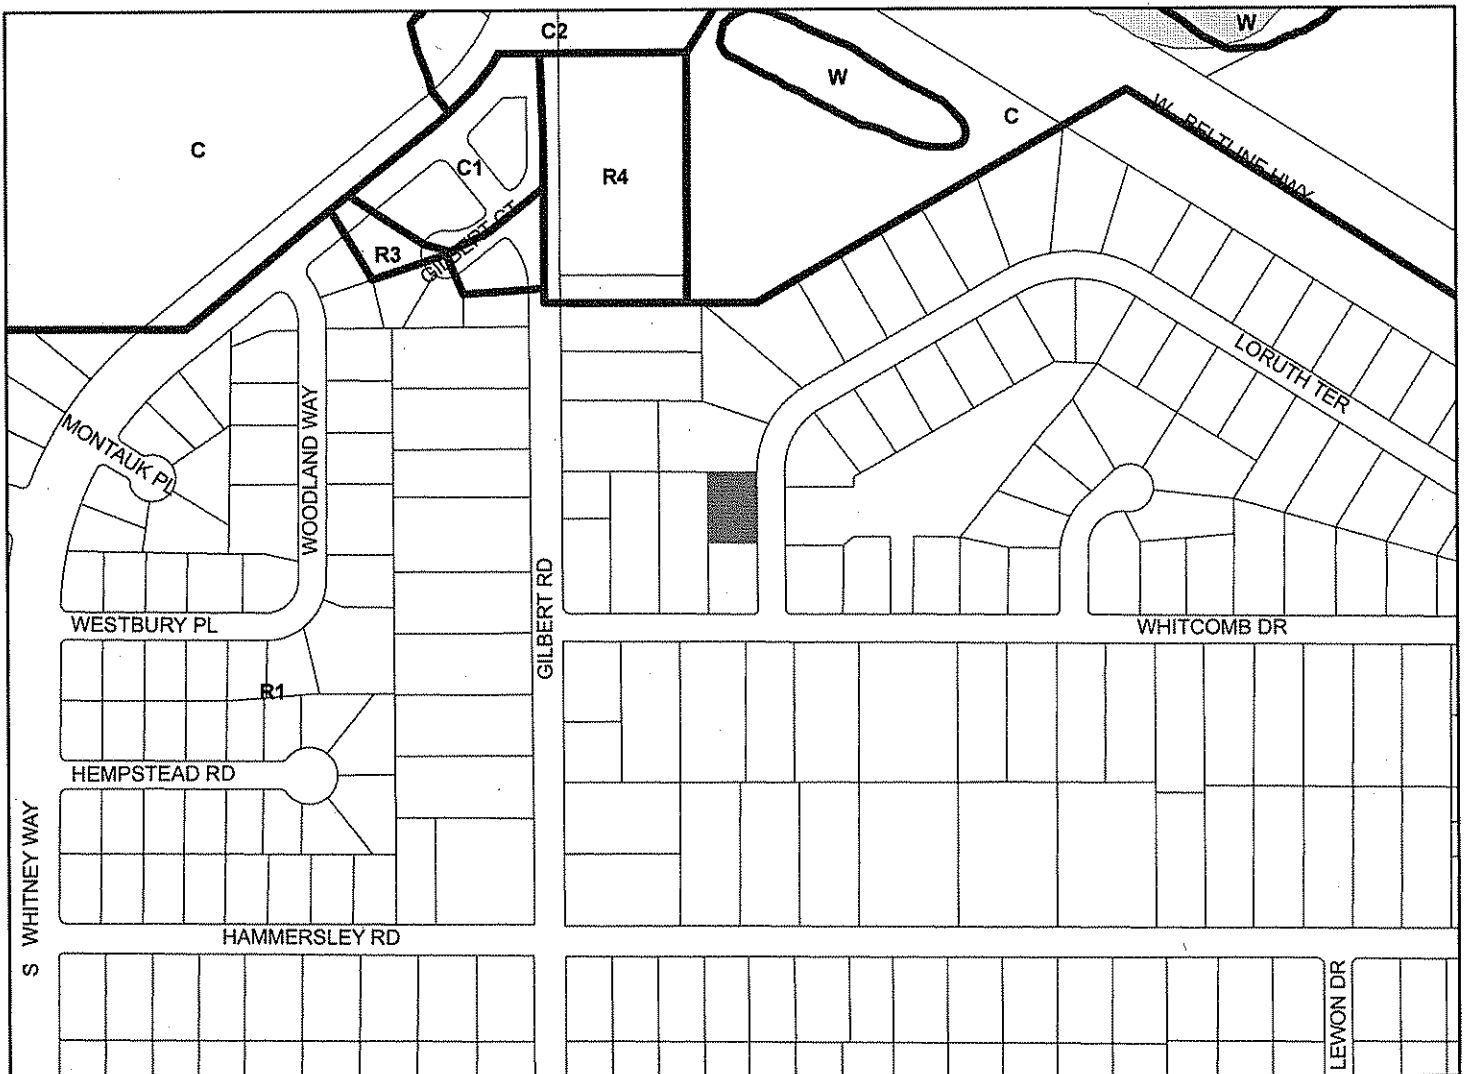 C2
W
W
C
C
W. BELTLINE HWY
C1
R4
R3
GILBERT CT
LORUTH TER
WOODLAND WAY
MONTAUK PL
GILBERT RD
WESTBURY PL
WHITCOMB DR
R1
HEMPSTEAD RD
S WHITNEY WAY
HAMMERSLEY RD
LEWON DR